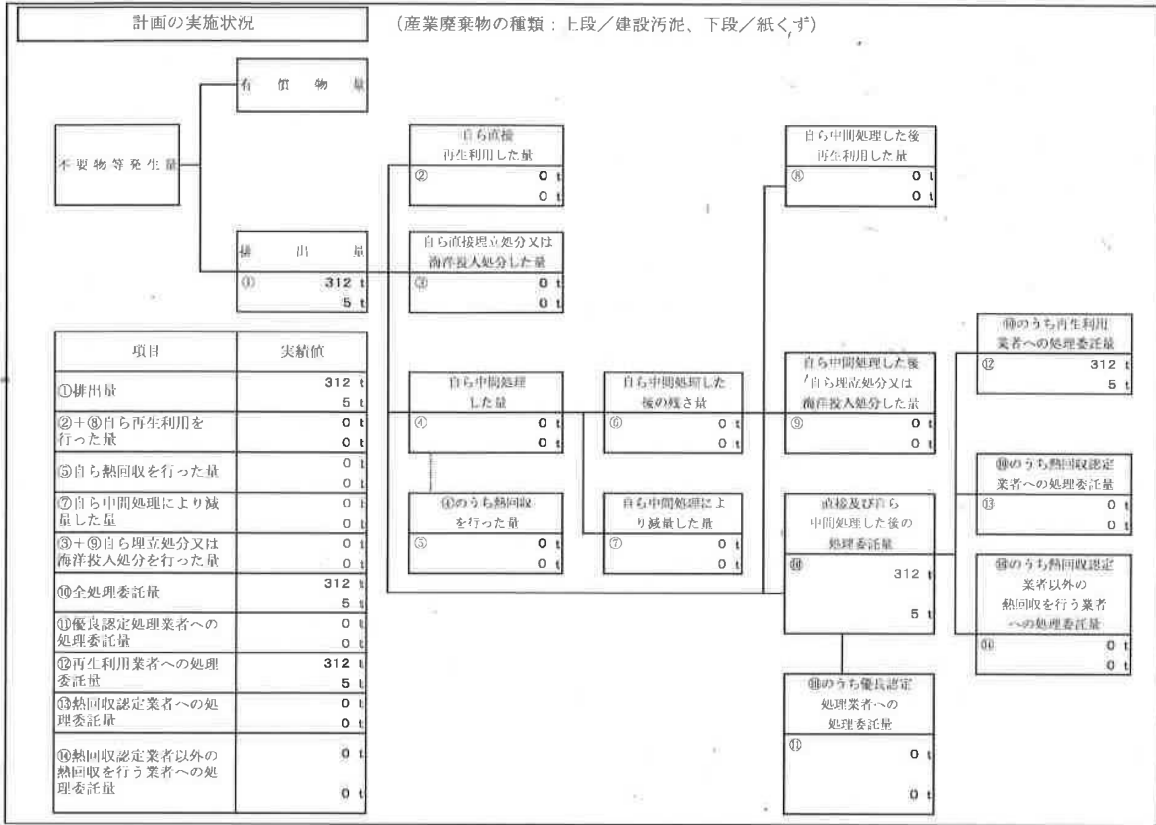 計画の実施状況
(産業廃棄物の種類：上段／建設汚泥、下段／紙くず)
有償物量
不要物等発生量
排出量
① 312 t
5 t
自ら直接
再生利用した量
② 0 t
0 t
自ら直接埋立処分又は
海洋投入処分した量
③ 0 t
0 t
自ら中間処理した後
再生利用した量
⑧ 0 t
0 t
自ら中間処理
した量
④ 0 t
0 t
④のうち熱回収
を行った量
⑤ 0 t
0 t
自ら中間処理した
後の残さ量
⑥ 0 t
0 t
自ら中間処理によ
り減量した量
⑦ 0 t
0 t
自ら中間処理した後
自ら埋立処分又は
海洋投入処分した量
⑨ 0 t
0 t
直接及び自ら
中間処理した後の
処理委託量
⑩
312 t
5 t
⑩のうち優良認定
処理業者への
処理委託量
⑪
0 t
0 t
⑩のうち再生利用
業者への処理委託量
⑫ 312 t
5 t
⑩のうち熱回収認定
業者への処理委託量
⑬ 0 t
0 t
⑩のうち熱回収認定
業者以外の
熱回収を行う業者
への処理委託量
⑭ 0 t
0 t
項目 実績値
①排出量 312 t
5 t
②＋⑧自ら再生利用を
行った量
0 t
0 t
⑤自ら熱回収を行った量 0 t
0 t
⑦自ら中間処理により減
量した量
0 t
0 t
③＋⑨自ら埋立処分又は
海洋投入処分を行った量
0 t
0 t
⑩全処理委託量 312 t
5 t
⑪優良認定処理業者への
処理委託量
0 t
0 t
⑫再生利用業者への処理
委託量
312 t
5 t
⑬熱回収認定業者への処
理委託量
0 t
0 t
⑭熱回収認定業者以外の
熱回収を行う業者への処
理委託量
0 t
0 t